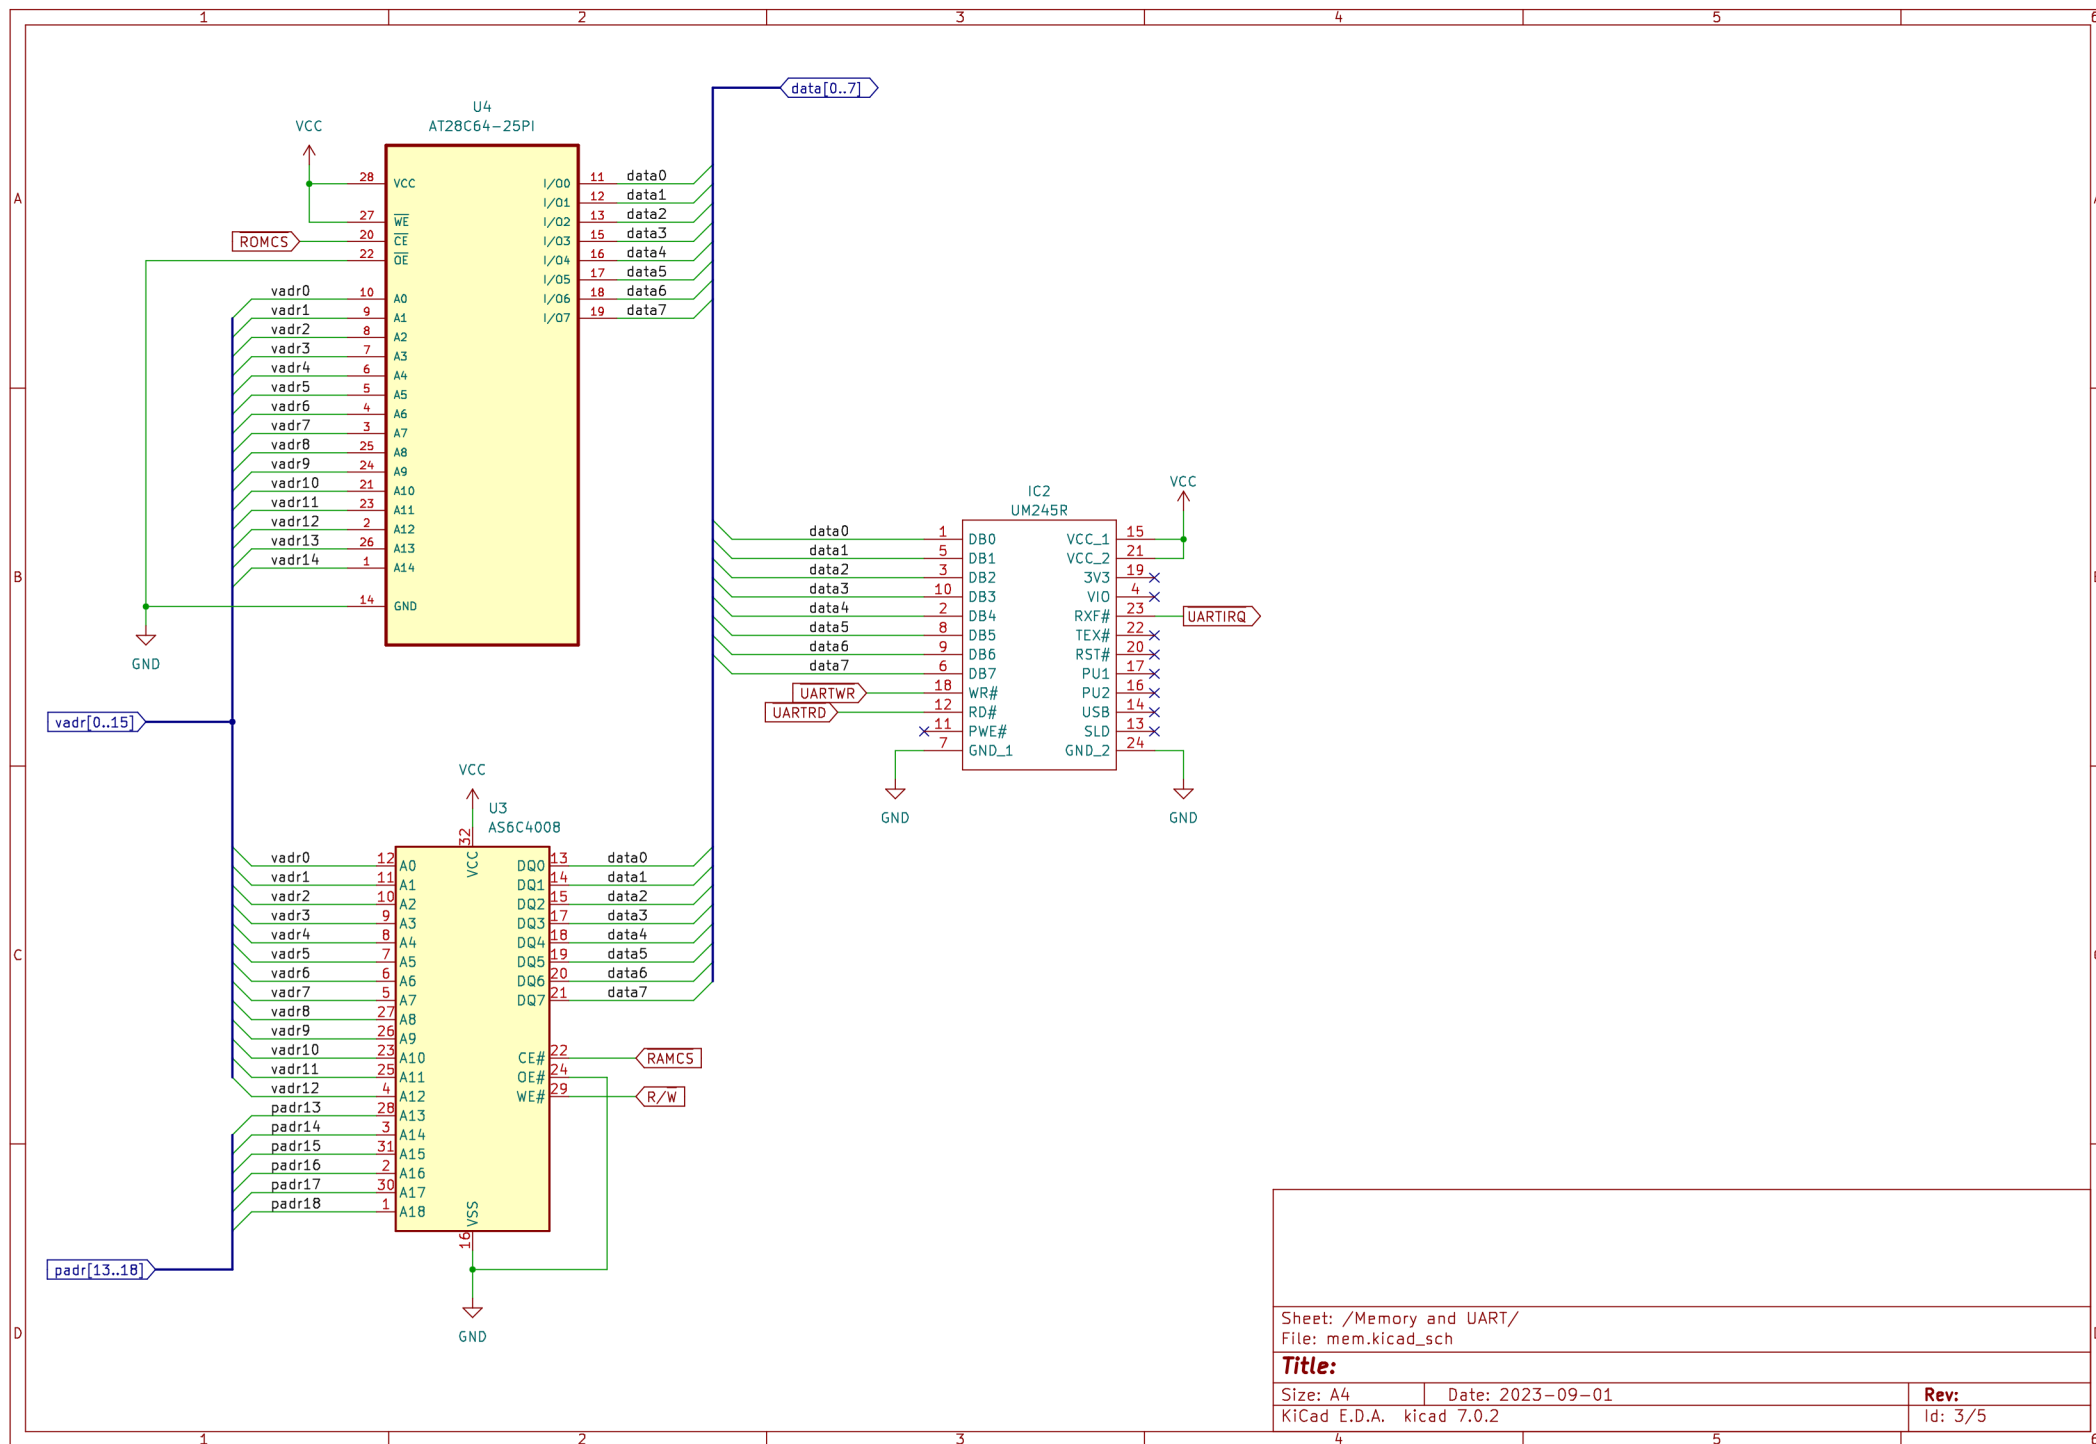 1 2 3 4 5 6
A
B
C
D
data[0..7]
U4
AT28C64-25PI
VCC
28 VCC I/O0 11 data0
I/O1 12 data1
27 WE I/O2 13 data2
ROMCS 20 CE I/O3 15 data3
22 OE I/O4 16 data4
I/O5 17 data5
vadr0 10 A0 I/O6 18 data6
vadr1 9 A1 I/O7 19 data7
vadr2 8 A2
vadr3 7 A3
vadr4 6 A4
vadr5 5 A5
vadr6 4 A6
vadr7 3 A7
vadr8 25 A8
vadr9 24 A9
vadr10 21 A10
vadr11 23 A11
vadr12 2 A12
vadr13 26 A13
vadr14 1 A14
14 GND
GND
vadr[0..15]
VCC
IC2
UM245R
data0 1 DB0 VCC_1 15
data1 5 DB1 VCC_2 21
data2 3 DB2 3V3 19
data3 10 DB3 VIO 4
data4 2 DB4 RXF# 23 UARTIRQ
data5 8 DB5 TEX# 22
data6 9 DB6 RST# 20
data7 6 DB7 PU1 17
UARTWR 18 WR# PU2 16
UARTRD 12 RD# USB 14
11 PWE# SLD 13
7 GND_1 GND_2 24
GND GND
VCC
U3
AS6C4008
32
VCC
vadr0 12 A0 DQ0 13 data0
vadr1 11 A1 DQ1 14 data1
vadr2 10 A2 DQ2 15 data2
vadr3 9 A3 DQ3 17 data3
vadr4 8 A4 DQ4 18 data4
vadr5 7 A5 DQ5 19 data5
vadr6 6 A6 DQ6 20 data6
vadr7 5 A7 DQ7 21 data7
vadr8 27 A8
vadr9 26 A9
vadr10 23 A10 CE# 22 RAMCS
vadr11 25 A11 OE# 24
vadr12 4 A12 WE# 29 R/W
padr13 28 A13
padr14 3 A14
padr15 31 A15
padr16 2 A16
padr17 30 A17
padr18 1 A18
VSS
16
padr[13..18]
GND
Sheet: /Memory and UART/
File: mem.kicad_sch
Title:
Size: A4 Date: 2023-09-01 Rev:
KiCad E.D.A. kicad 7.0.2 Id: 3/5
1 2 3 4 5 6